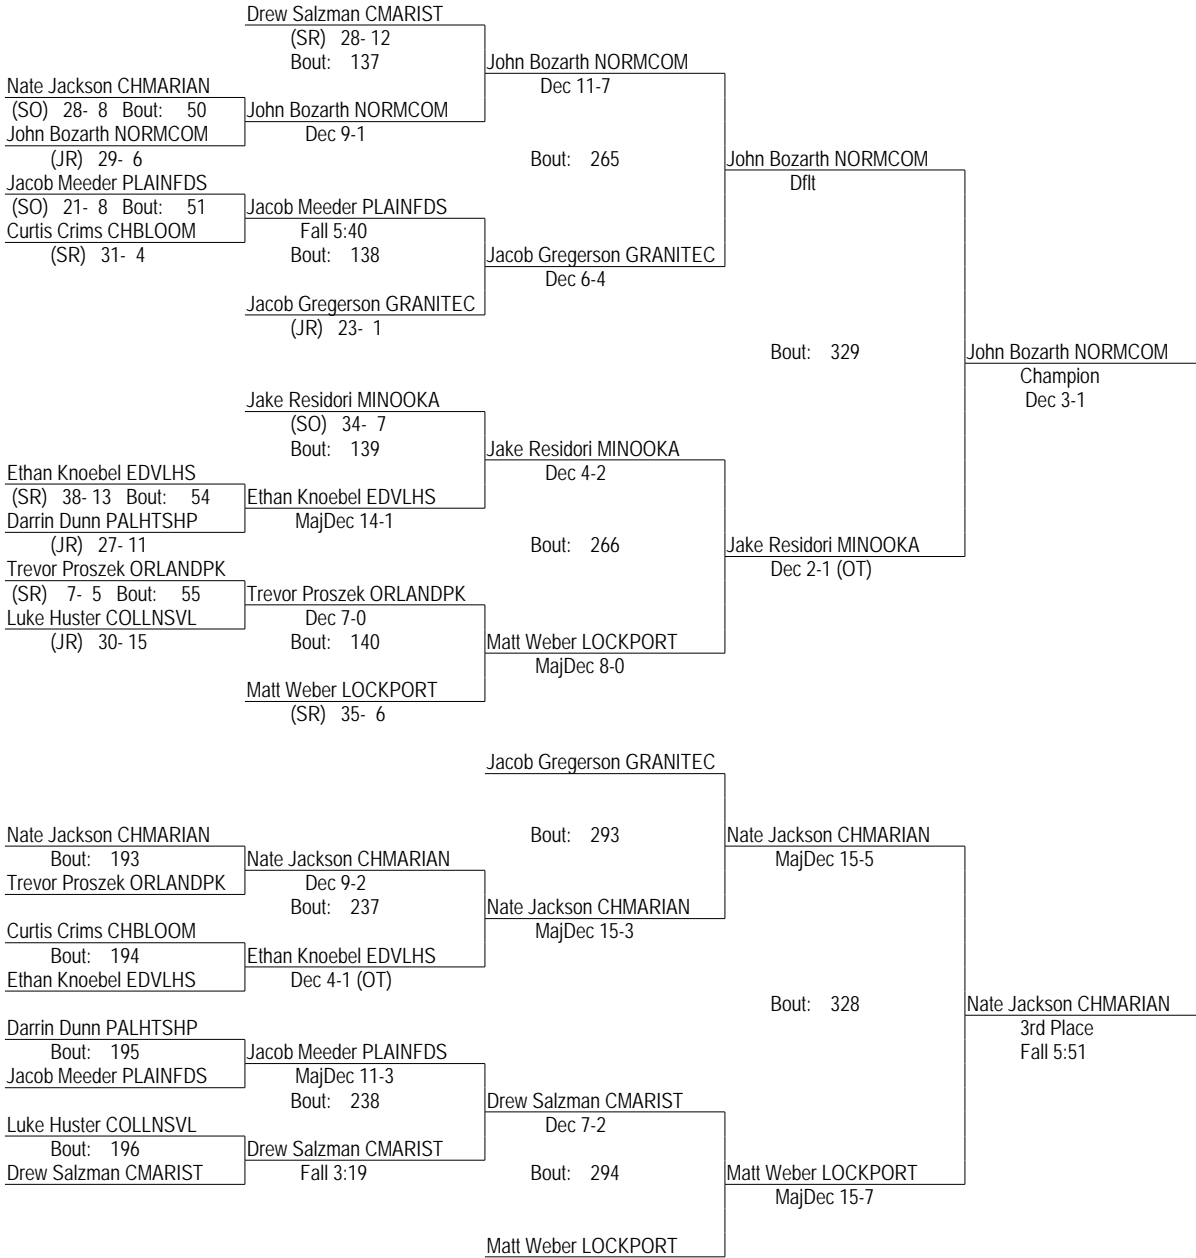 Drew Salzman CMARIST
(SR) 28- 12
Bout: 137
John Bozarth NORMCOM
Dec 11-7
Nate Jackson CHMARIAN
(SO) 28- 8 Bout: 50
John Bozarth NORMCOM
John Bozarth NORMCOM
Dec 9-1
(JR) 29- 6
Bout: 265
John Bozarth NORMCOM
Dflt
Jacob Meeder PLAINFDS
(SO) 21- 8 Bout: 51
Jacob Meeder PLAINFDS
Curtis Crims CHBLOOM
Fall 5:40
(SR) 31- 4
Bout: 138
Jacob Gregerson GRANITEC
Dec 6-4
Jacob Gregerson GRANITEC
(JR) 23- 1
Bout: 329
John Bozarth NORMCOM
Champion
Dec 3-1
Jake Residori MINOOKA
(SO) 34- 7
Bout: 139
Jake Residori MINOOKA
Dec 4-2
Ethan Knoebel EDVLHS
(SR) 38- 13 Bout: 54
Ethan Knoebel EDVLHS
Darrin Dunn PALHTSHP
MajDec 14-1
(JR) 27- 11
Bout: 266
Jake Residori MINOOKA
Dec 2-1 (OT)
Trevor Proszek ORLANDPK
(SR) 7- 5 Bout: 55
Trevor Proszek ORLANDPK
Luke Huster COLLNSVL
Dec 7-0
(JR) 30- 15
Bout: 140
Matt Weber LOCKPORT
MajDec 8-0
Matt Weber LOCKPORT
(SR) 35- 6
Jacob Gregerson GRANITEC
Bout: 293
Nate Jackson CHMARIAN
MajDec 15-5
Nate Jackson CHMARIAN
Bout: 193
Nate Jackson CHMARIAN
Trevor Proszek ORLANDPK
Dec 9-2
Bout: 237
Nate Jackson CHMARIAN
MajDec 15-3
Curtis Crims CHBLOOM
Bout: 194
Ethan Knoebel EDVLHS
Ethan Knoebel EDVLHS
Dec 4-1 (OT)
Bout: 328
Nate Jackson CHMARIAN
3rd Place
Fall 5:51
Darrin Dunn PALHTSHP
Bout: 195
Jacob Meeder PLAINFDS
Jacob Meeder PLAINFDS
MajDec 11-3
Bout: 238
Drew Salzman CMARIST
Dec 7-2
Luke Huster COLLNSVL
Bout: 196
Drew Salzman CMARIST
Drew Salzman CMARIST
Fall 3:19
Bout: 294
Matt Weber LOCKPORT
MajDec 15-7
Matt Weber LOCKPORT